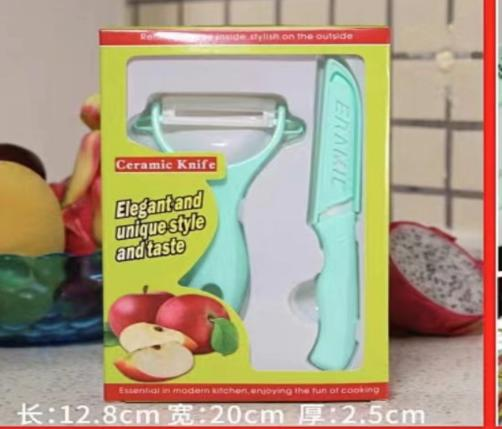 inside, stylish on the outside
Ceramic Knife
Elegant and
unique style
and taste
ERAMIC
Essential in modern kitchen, enjoying the fun of cooking
长:12.8cm 宽:20cm 厚:2.5cm